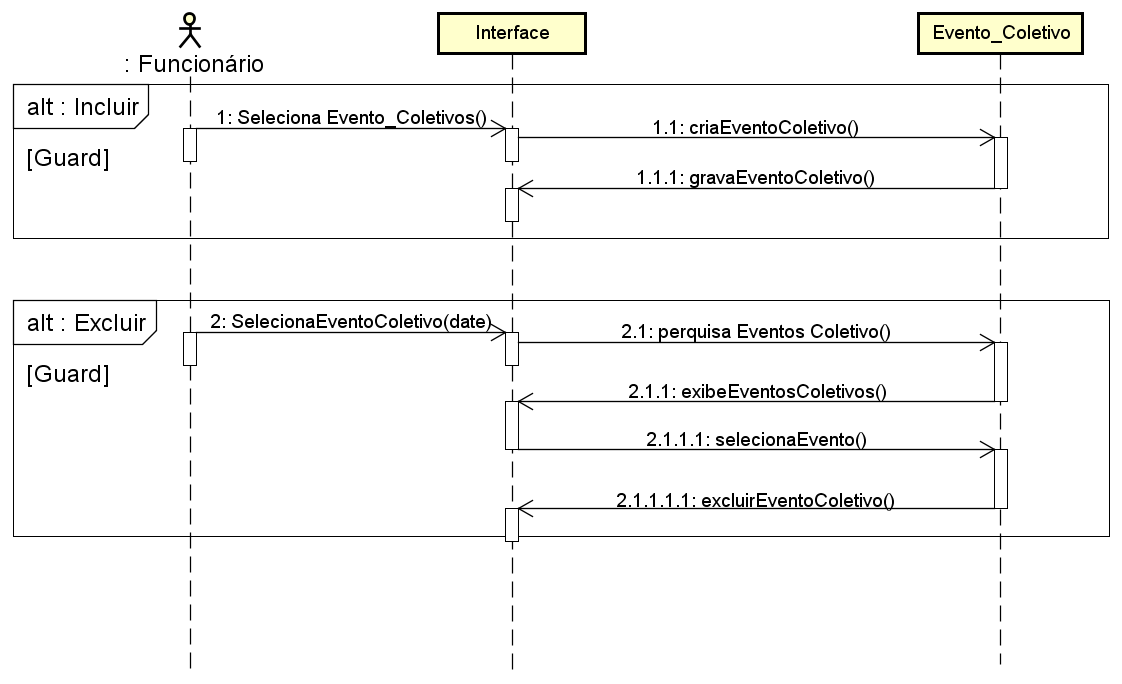 : Funcionário
Interface
Evento_Coletivo
alt : Incluir
[Guard]
1: Seleciona Evento_Coletivos()
1.1: criaEventoColetivo()
1.1.1: gravaEventoColetivo()
alt : Excluir
[Guard]
2: SelecionaEventoColetivo(date)
2.1: perquisa Eventos Coletivo()
2.1.1: exibeEventosColetivos()
2.1.1.1: selecionaEvento()
2.1.1.1.1: excluirEventoColetivo()